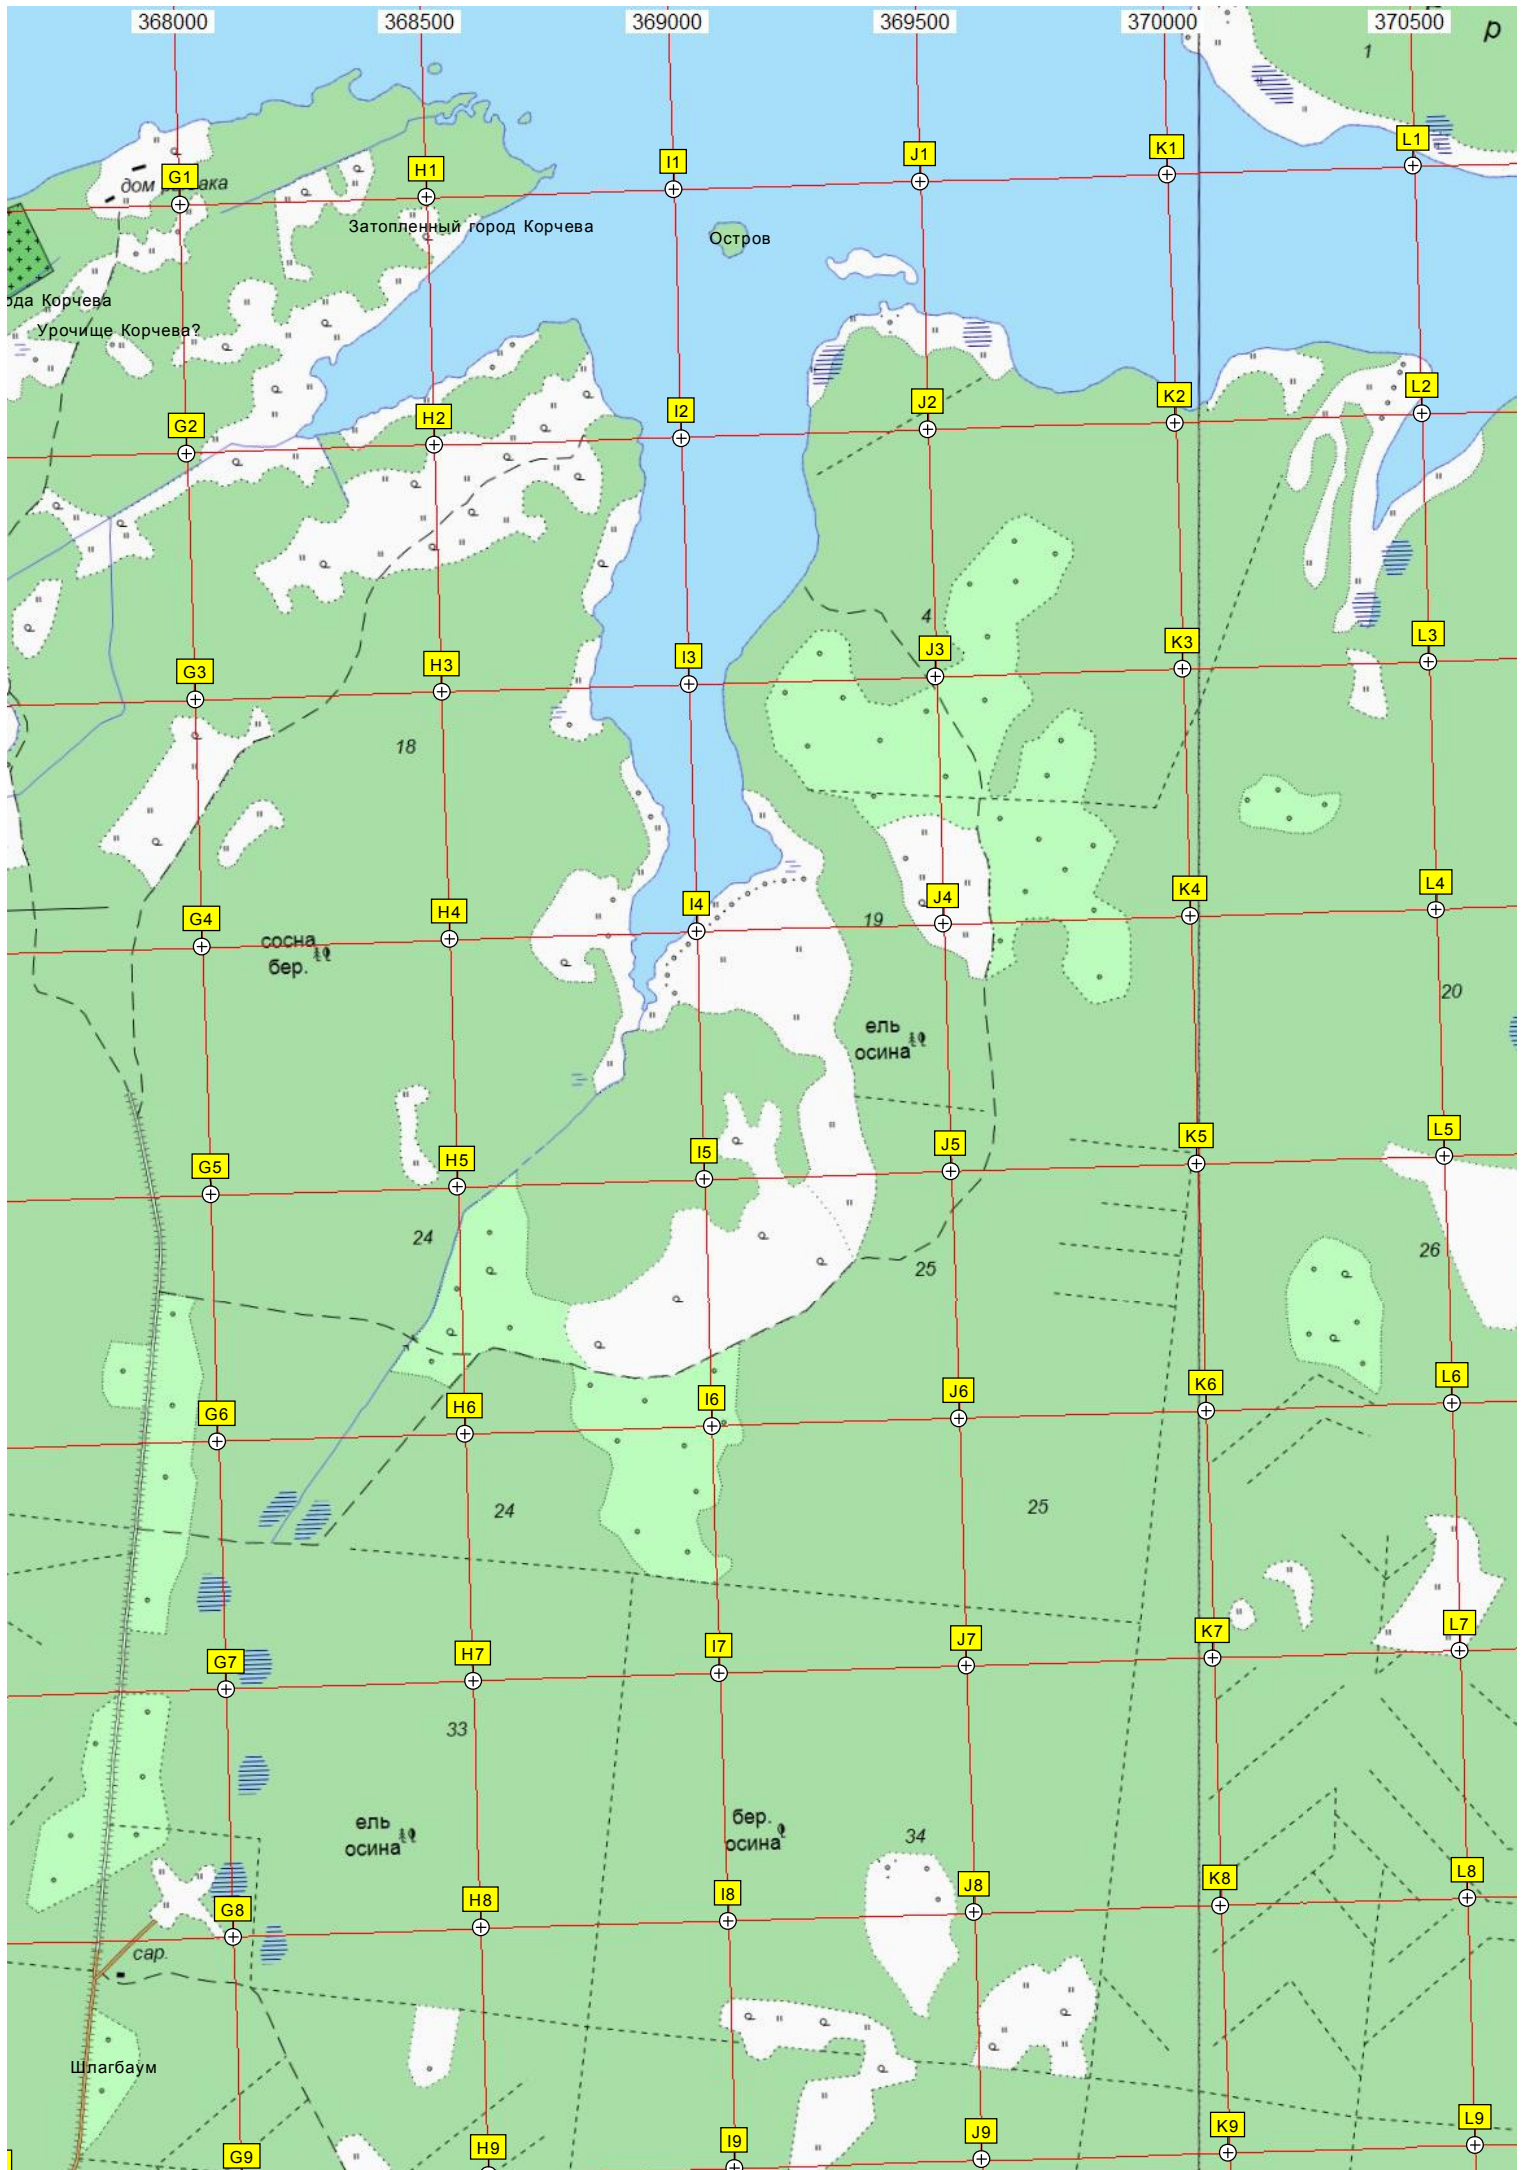 368000 368500 369000 369500 370000 370500
р
1
G1 H1 I1 J1 K1 L1
дом
ака
Затопленный город Корчева
Остров
ода Корчева
Урочище Корчева?
G2 H2 I2 J2 K2 L2
4
G3 H3 I3 J3 K3 L3
18
G4 H4 I4 J4 K4 L4
19
сосна
бер.
20
ель
осина
G5 H5 I5 J5 K5 L5
24
25
26
G6 H6 I6 J6 K6 L6
24
25
G7 H7 I7 J7 K7 L7
33
ель
осина
бер.
осина
34
G8 H8 I8 J8 K8 L8
сар.
Шлагбаум
G9 H9 I9 J9 K9 L9